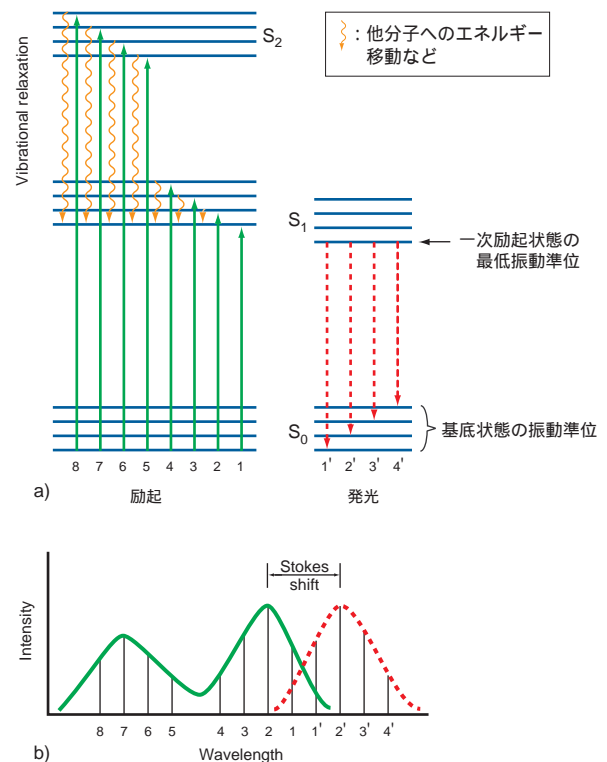 Vibrational relaxation
S2
：他分子へのエネルギー
移動など
S1
一次励起状態の
最低振動準位
S0
基底状態の振動準位
8 7 6 5 4 3 2 1
1' 2' 3' 4'
a)
励起
発光
Stokes
shift
Intensity
8 7 6 5 4 3 2 1 1' 2' 3' 4'
b)
Wavelength